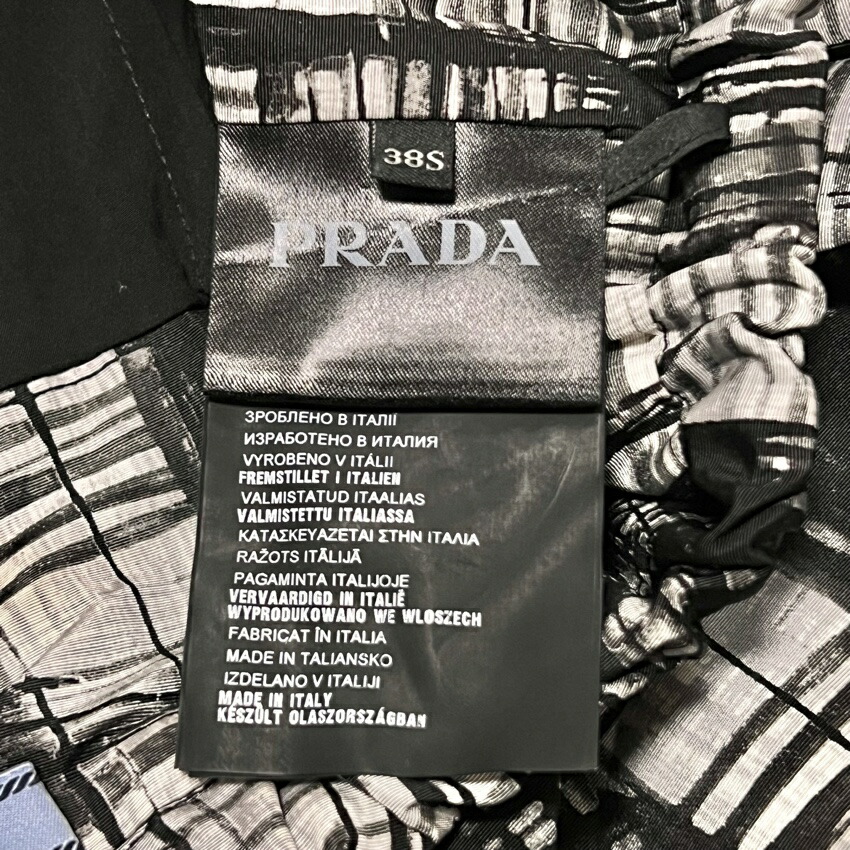 38S
PRADA
ЗРОБЛЕНО В ІТАЛІЇ
ИЗРАБОТЕНО В ИТАЛИЯ
VYROBENO V ITÁLII
FREMSTILLET I ITALIEN
VALMISTATUD ITAALIAS
VALMISTETTU ITALIASSA
ΚΑΤΑΣΚΕΥΑΖΕΤΑΙ ΣΤΗΝ ΙΤΑΛΙΑ
RAŽOTS ITĀLIJĀ
PAGAMINTA ITALIJOJE
VERVAARDIGD IN ITALIË
WYPRODUKOWANO WE WLOSZECH
FABRICAT ÎN ITALIA
MADE IN TALIANSKO
IZDELANO V ITALIJI
MADE IN ITALY
KÉSZÜLT OLASZORSZÁGBAN